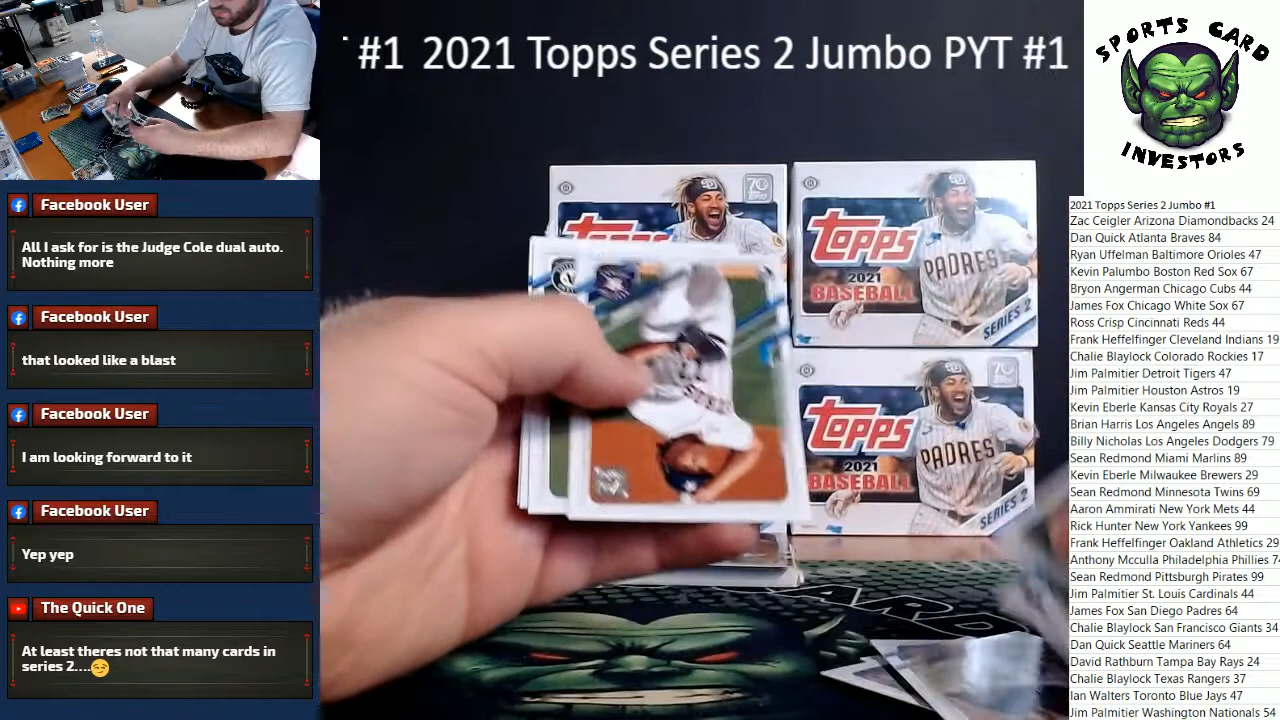 #1 2021 Topps Series 2 Jumbo PYT #1
SPORTS CARD
INVESTORS
Facebook User
All I ask for is the Judge Cole dual auto.
Nothing more
Facebook User
that looked like a blast
Facebook User
I am looking forward to it
Facebook User
Yep yep
The Quick One
At least theres not that many cards in
series 2....😏
70
topps
topps
2021
BASEBALL
PADRES
SERIES 2
70
topps
2021
BASEBALL
PADRES
SERIES 2
CARD
2021 Topps Series 2 Jumbo #1
Zac Ceigler Arizona Diamondbacks 24
Dan Quick Atlanta Braves 84
Ryan Uffelman Baltimore Orioles 47
Kevin Palumbo Boston Red Sox 67
Bryon Angerman Chicago Cubs 44
James Fox Chicago White Sox 67
Ross Crisp Cincinnati Reds 44
Frank Heffelfinger Cleveland Indians 19
Chalie Blaylock Colorado Rockies 17
Jim Palmitier Detroit Tigers 47
Jim Palmitier Houston Astros 19
Kevin Eberle Kansas City Royals 27
Brian Harris Los Angeles Angels 89
Billy Nicholas Los Angeles Dodgers 79
Sean Redmond Miami Marlins 89
Kevin Eberle Milwaukee Brewers 29
Sean Redmond Minnesota Twins 69
Aaron Ammirati New York Mets 44
Rick Hunter New York Yankees 99
Frank Heffelfinger Oakland Athletics 29
Anthony Mcculla Philadelphia Phillies 74
Sean Redmond Pittsburgh Pirates 99
Jim Palmitier St. Louis Cardinals 44
James Fox San Diego Padres 64
Chalie Blaylock San Francisco Giants 34
Dan Quick Seattle Mariners 64
David Rathburn Tampa Bay Rays 24
Chalie Blaylock Texas Rangers 37
Ian Walters Toronto Blue Jays 47
Jim Palmitier Washington Nationals 54